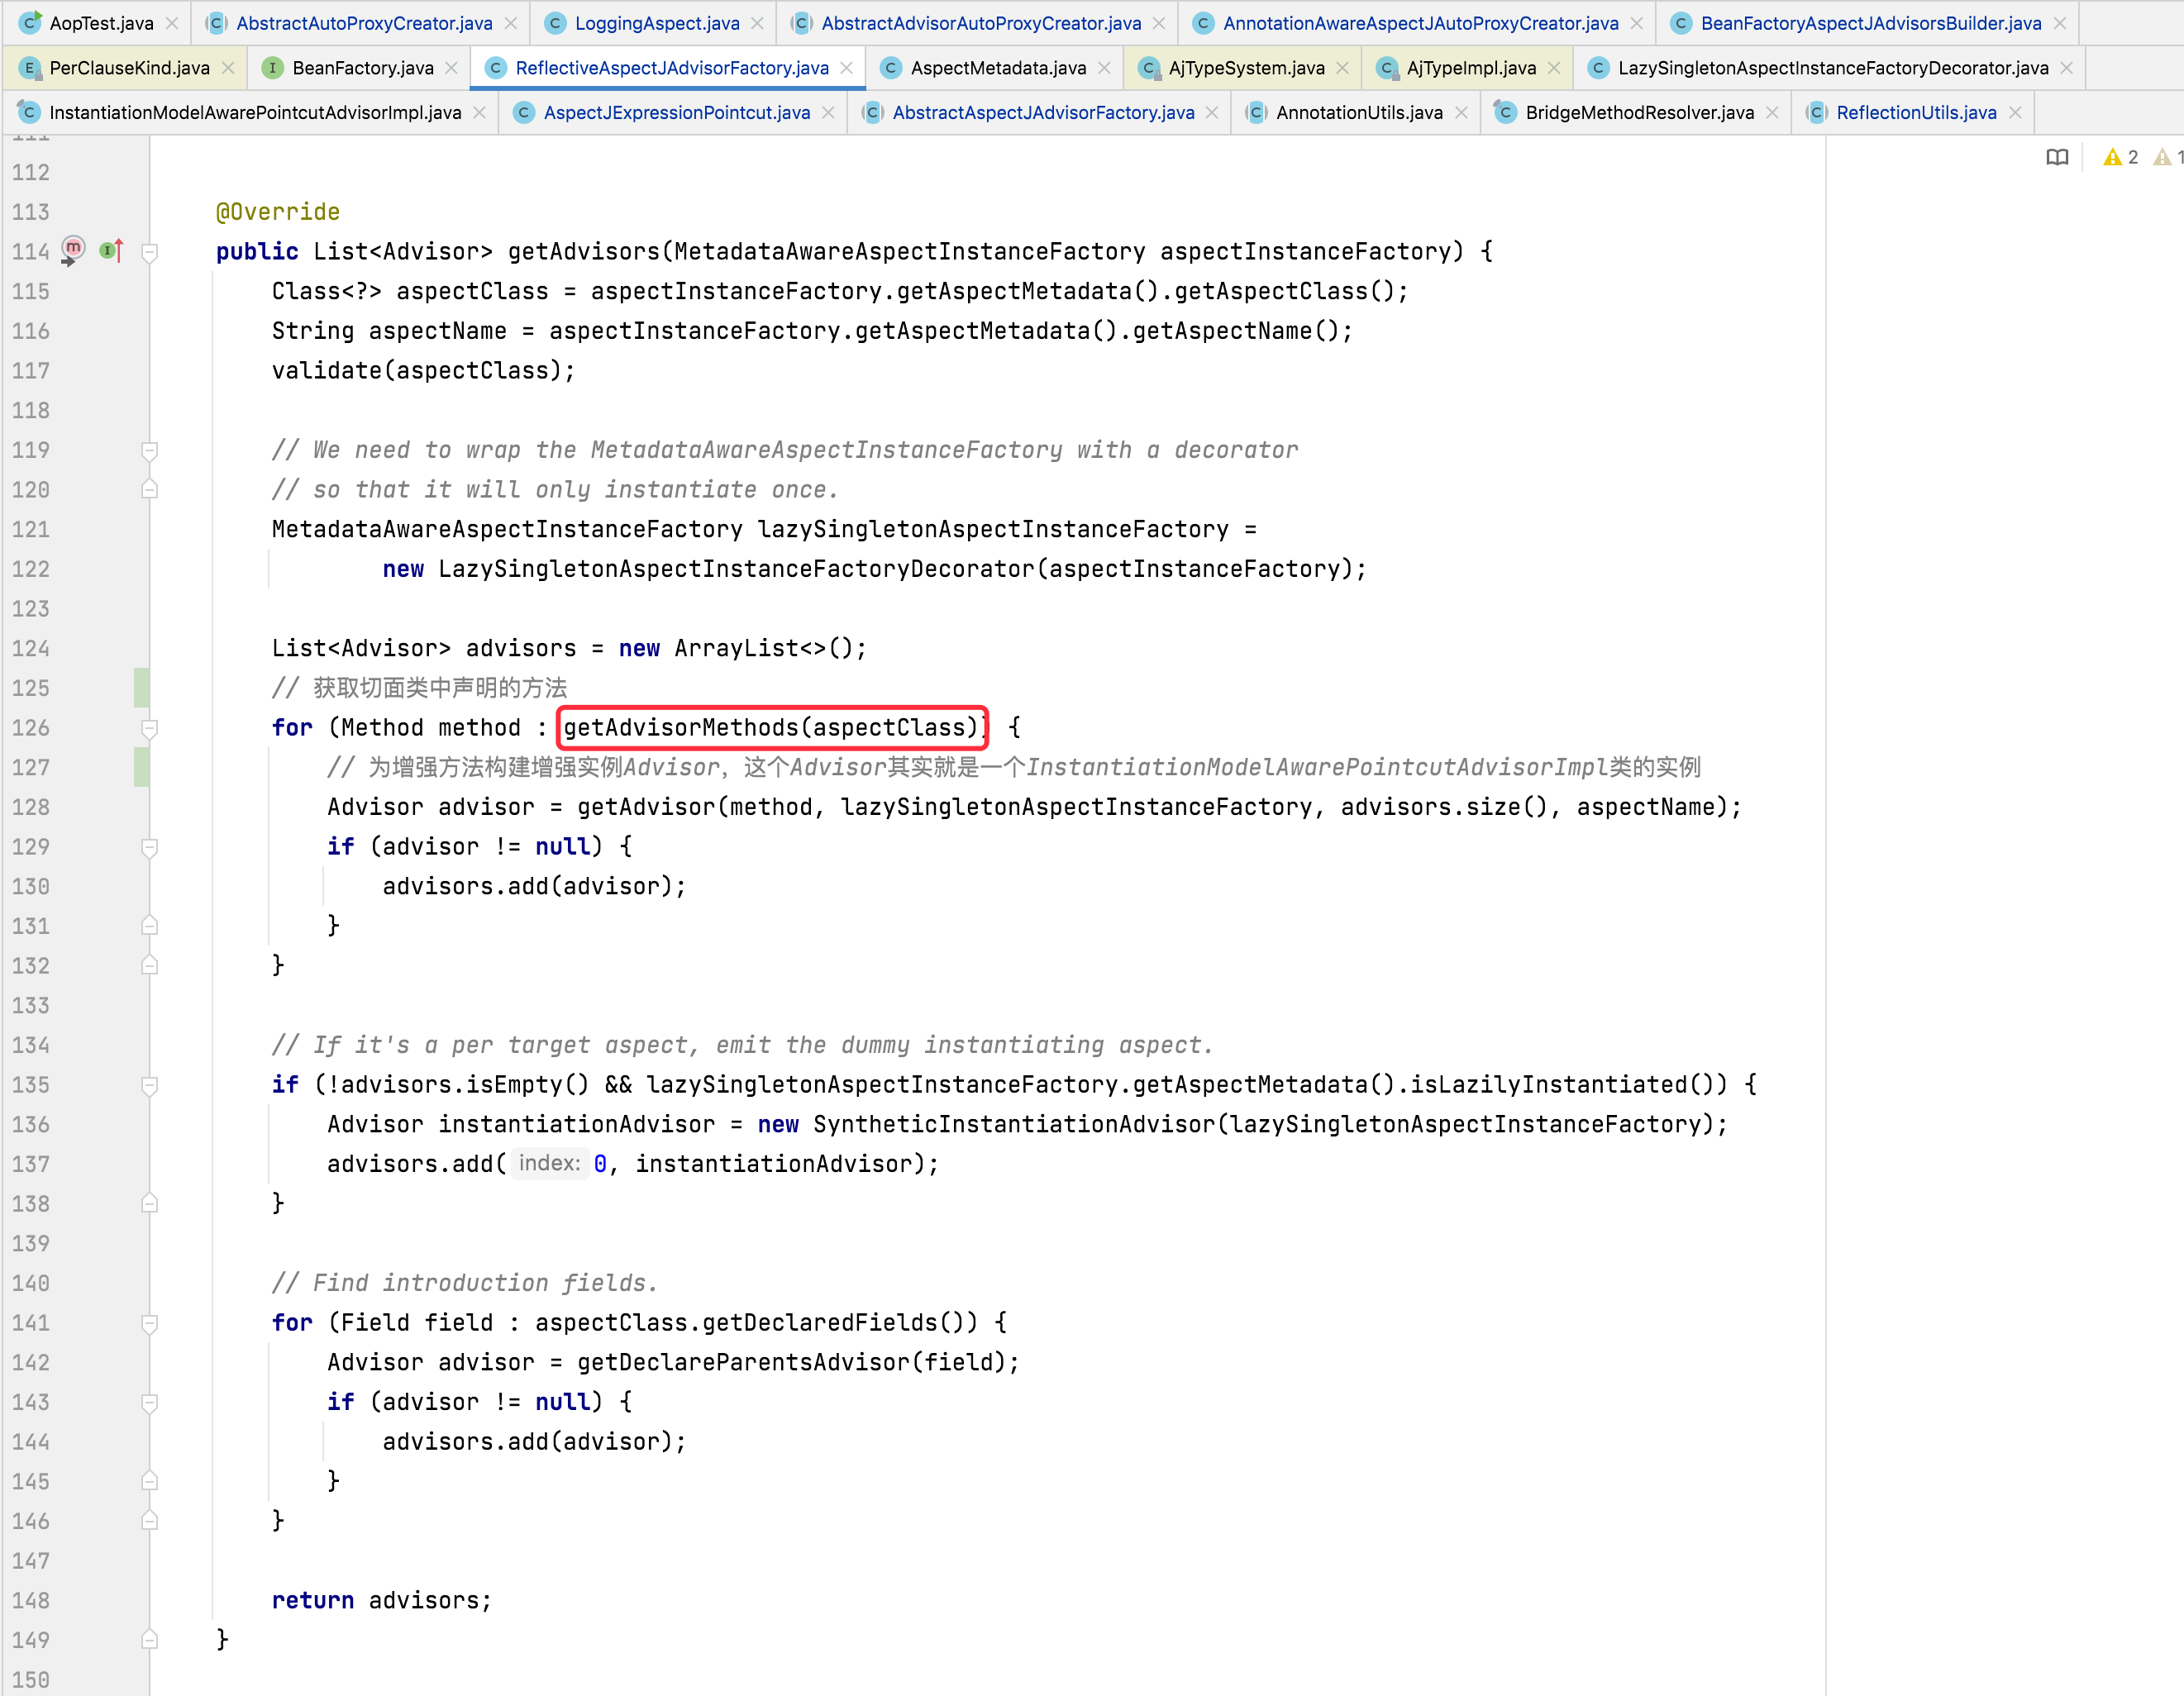 AopTest.java AbstractAutoProxyCreator.java LoggingAspect.java AbstractAdvisorAutoProxyCreator.java AnnotationAwareAspectJAutoProxyCreator.java BeanFactoryAspectJAdvisorsBuilder.java
PerClauseKind.java BeanFactory.java ReflectiveAspectJAdvisorFactory.java AspectMetadata.java AjTypeSystem.java AjTypeImpl.java LazySingletonAspectInstanceFactoryDecorator.java
InstantiationModelAwarePointcutAdvisorImpl.java AspectJExpressionPointcut.java AbstractAspectJAdvisorFactory.java AnnotationUtils.java BridgeMethodResolver.java ReflectionUtils.java
111
112 2 1
113 @Override
114 public List<Advisor> getAdvisors(MetadataAwareAspectInstanceFactory aspectInstanceFactory) {
115 Class<?> aspectClass = aspectInstanceFactory.getAspectMetadata().getAspectClass();
116 String aspectName = aspectInstanceFactory.getAspectMetadata().getAspectName();
117 validate(aspectClass);
118
119 // We need to wrap the MetadataAwareAspectInstanceFactory with a decorator
120 // so that it will only instantiate once.
121 MetadataAwareAspectInstanceFactory lazySingletonAspectInstanceFactory =
122 new LazySingletonAspectInstanceFactoryDecorator(aspectInstanceFactory);
123
124 List<Advisor> advisors = new ArrayList<>();
125 // 获取切面类中声明的方法
126 for (Method method : getAdvisorMethods(aspectClass)) {
127 // 为增强方法构建增强实例Advisor，这个Advisor其实就是一个InstantiationModelAwarePointcutAdvisorImpl类的实例
128 Advisor advisor = getAdvisor(method, lazySingletonAspectInstanceFactory, advisors.size(), aspectName);
129 if (advisor != null) {
130 advisors.add(advisor);
131 }
132 }
133
134 // If it's a per target aspect, emit the dummy instantiating aspect.
135 if (!advisors.isEmpty() && lazySingletonAspectInstanceFactory.getAspectMetadata().isLazilyInstantiated()) {
136 Advisor instantiationAdvisor = new SyntheticInstantiationAdvisor(lazySingletonAspectInstanceFactory);
137 advisors.add( index: 0, instantiationAdvisor);
138 }
139
140 // Find introduction fields.
141 for (Field field : aspectClass.getDeclaredFields()) {
142 Advisor advisor = getDeclareParentsAdvisor(field);
143 if (advisor != null) {
144 advisors.add(advisor);
145 }
146 }
147
148 return advisors;
149 }
150